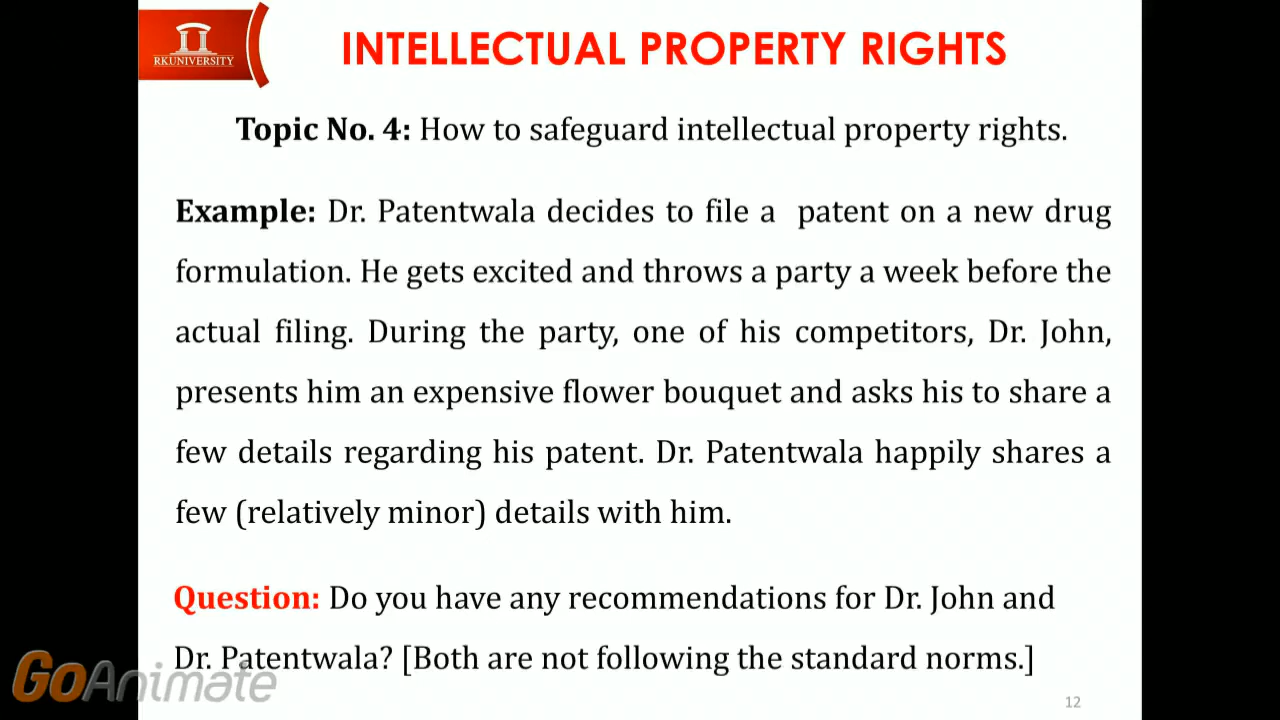 RKUNIVERSITY
INTELLECTUAL PROPERTY RIGHTS
Topic No. 4: How to safeguard intellectual property rights.
Example: Dr. Patentwala decides to file a patent on a new drug
formulation. He gets excited and throws a party a week before the
actual filing. During the party, one of his competitors, Dr. John,
presents him an expensive flower bouquet and asks his to share a
few details regarding his patent. Dr. Patentwala happily shares a
few (relatively minor) details with him.
Question: Do you have any recommendations for Dr. John and
Dr. Patentwala? [Both are not following the standard norms.]
GoAnimate
12